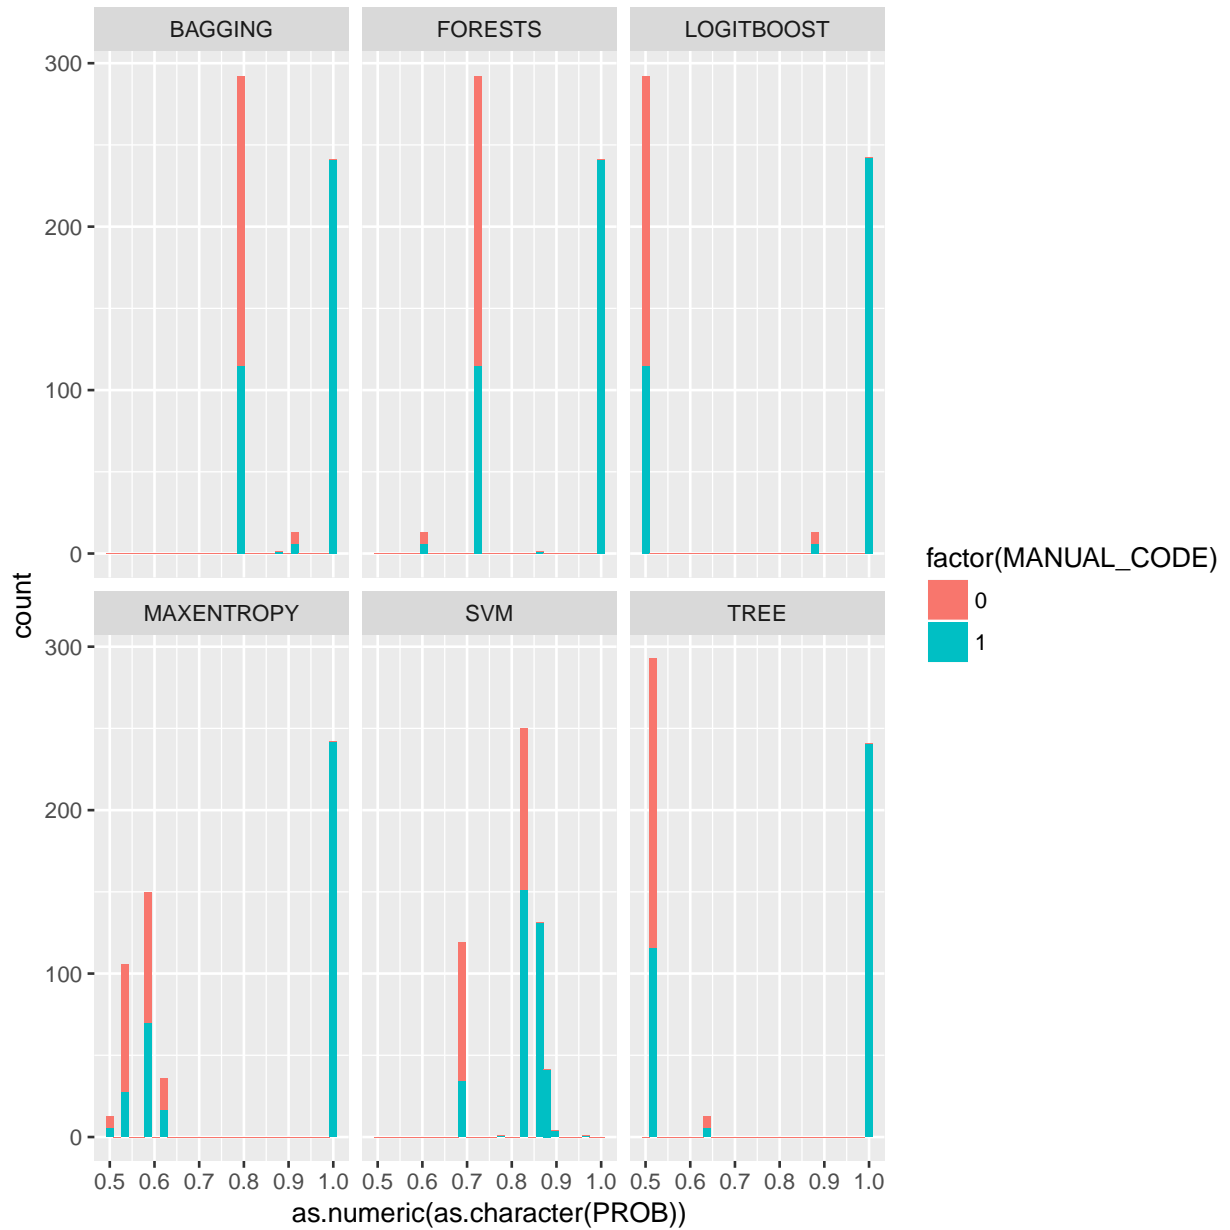 BAGGING FORESTS LOGITBOOST
300
200
100
0
MAXENTROPY SVM TREE
300
200
100
0
0.5 0.6 0.7 0.8 0.9 1.0 0.5 0.6 0.7 0.8 0.9 1.0 0.5 0.6 0.7 0.8 0.9 1.0
as.numeric(as.character(PROB))
count
factor(MANUAL_CODE)
0
1